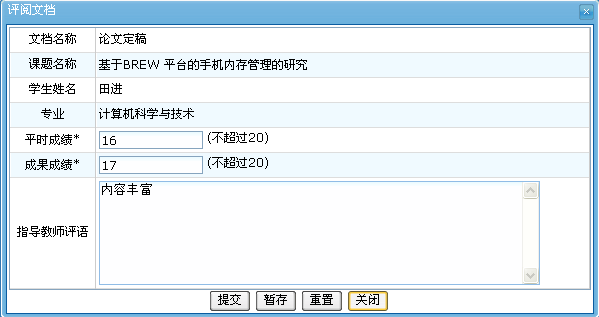 评阅文档
文档名称 论文定稿
课题名称 基于BREW 平台的手机内存管理的研究
学生姓名 田进
专业 计算机科学与技术
平时成绩* 16 (不超过20)
成果成绩* 17 (不超过20)
指导教师评语 内容丰富
提交 暂存 重置 关闭